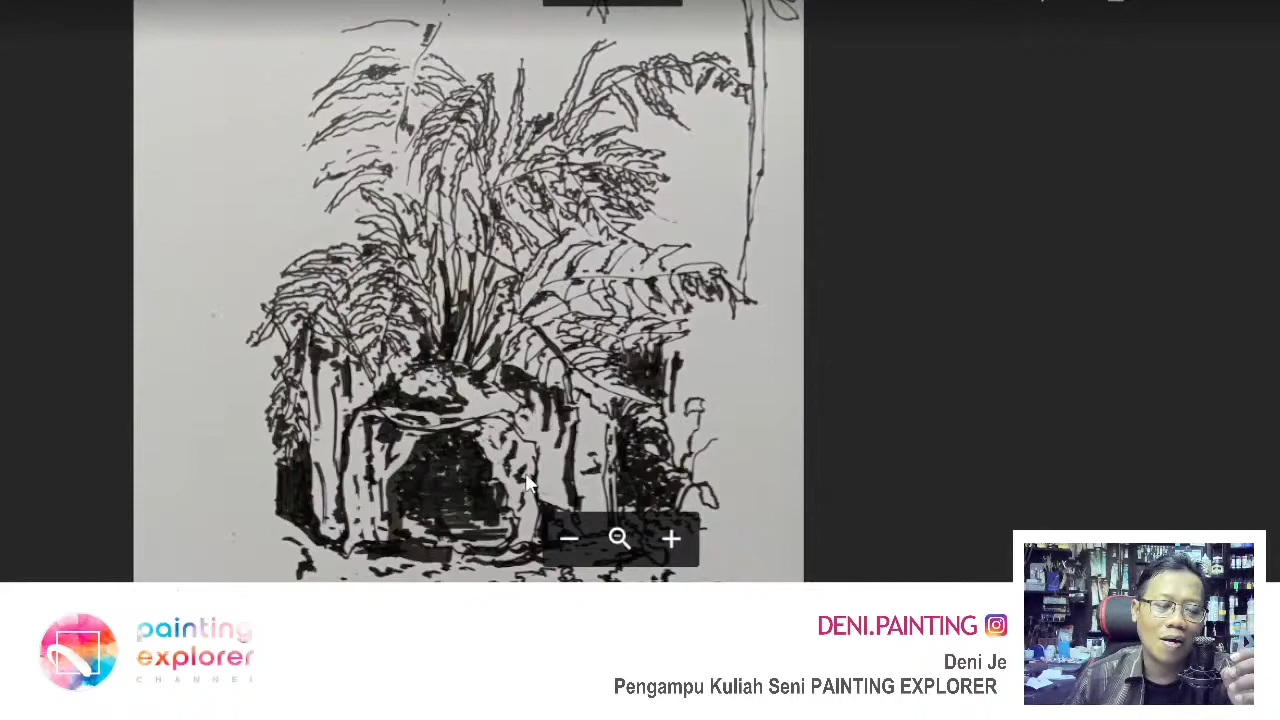 painting
explorer
CHANNEL
DENI.PAINTING
Deni Je
Pengampu Kuliah Seni PAINTING EXPLORER